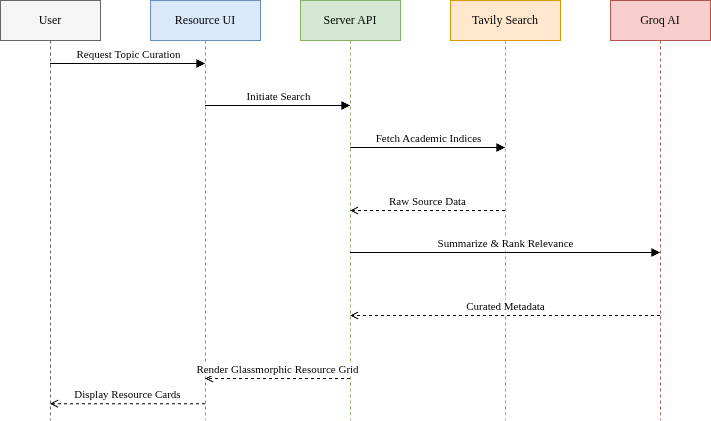 User
Resource UI
Server API
Tavily Search
Groq AI
Request Topic Curation
Initiate Search
Fetch Academic Indices
Raw Source Data
Summarize & Rank Relevance
Curated Metadata
Render Glassmorphic Resource Grid
Display Resource Cards